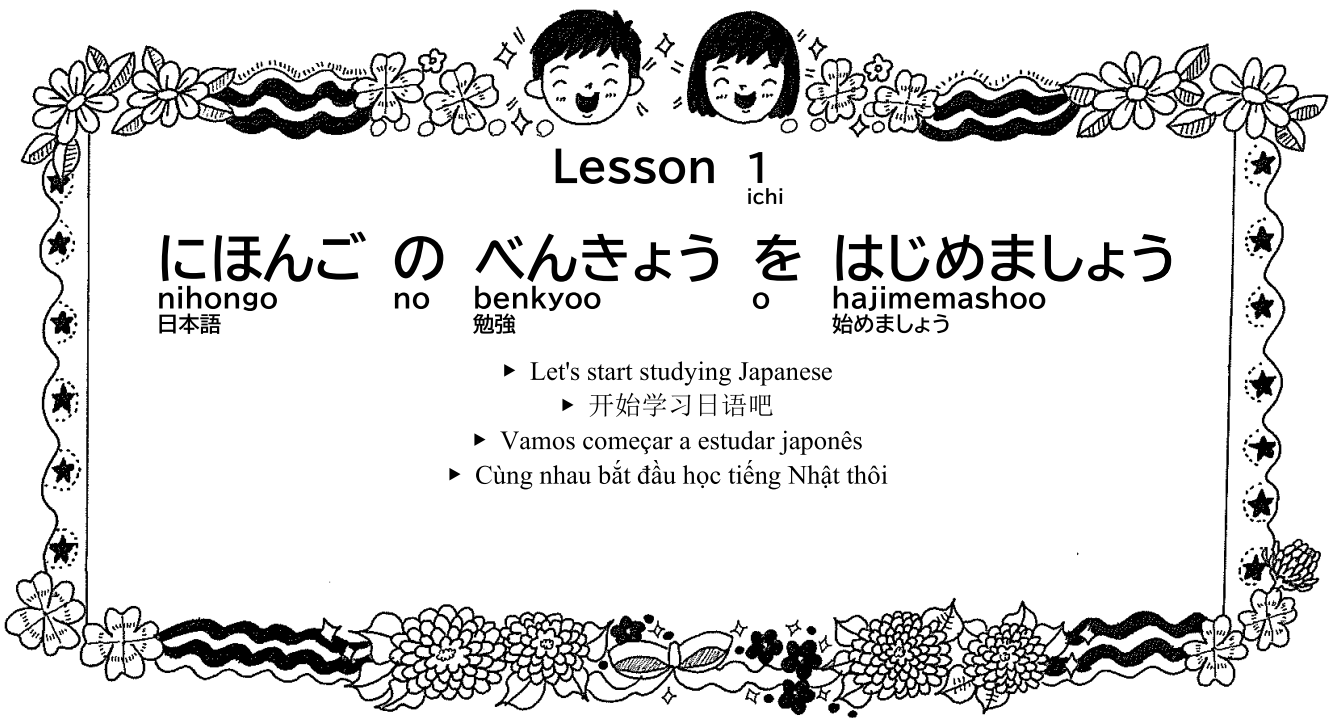 Lesson 1
ichi
にほんご の べんきょう を はじめましょう
nihongo no benkyoo o hajimemashoo
日本語 勉強 始めましょう
▶ Let's start studying Japanese
▶ 开始学习日语吧
▶ Vamos começar a estudar japonês
▶ Cùng nhau bắt đầu học tiếng Nhật thôi